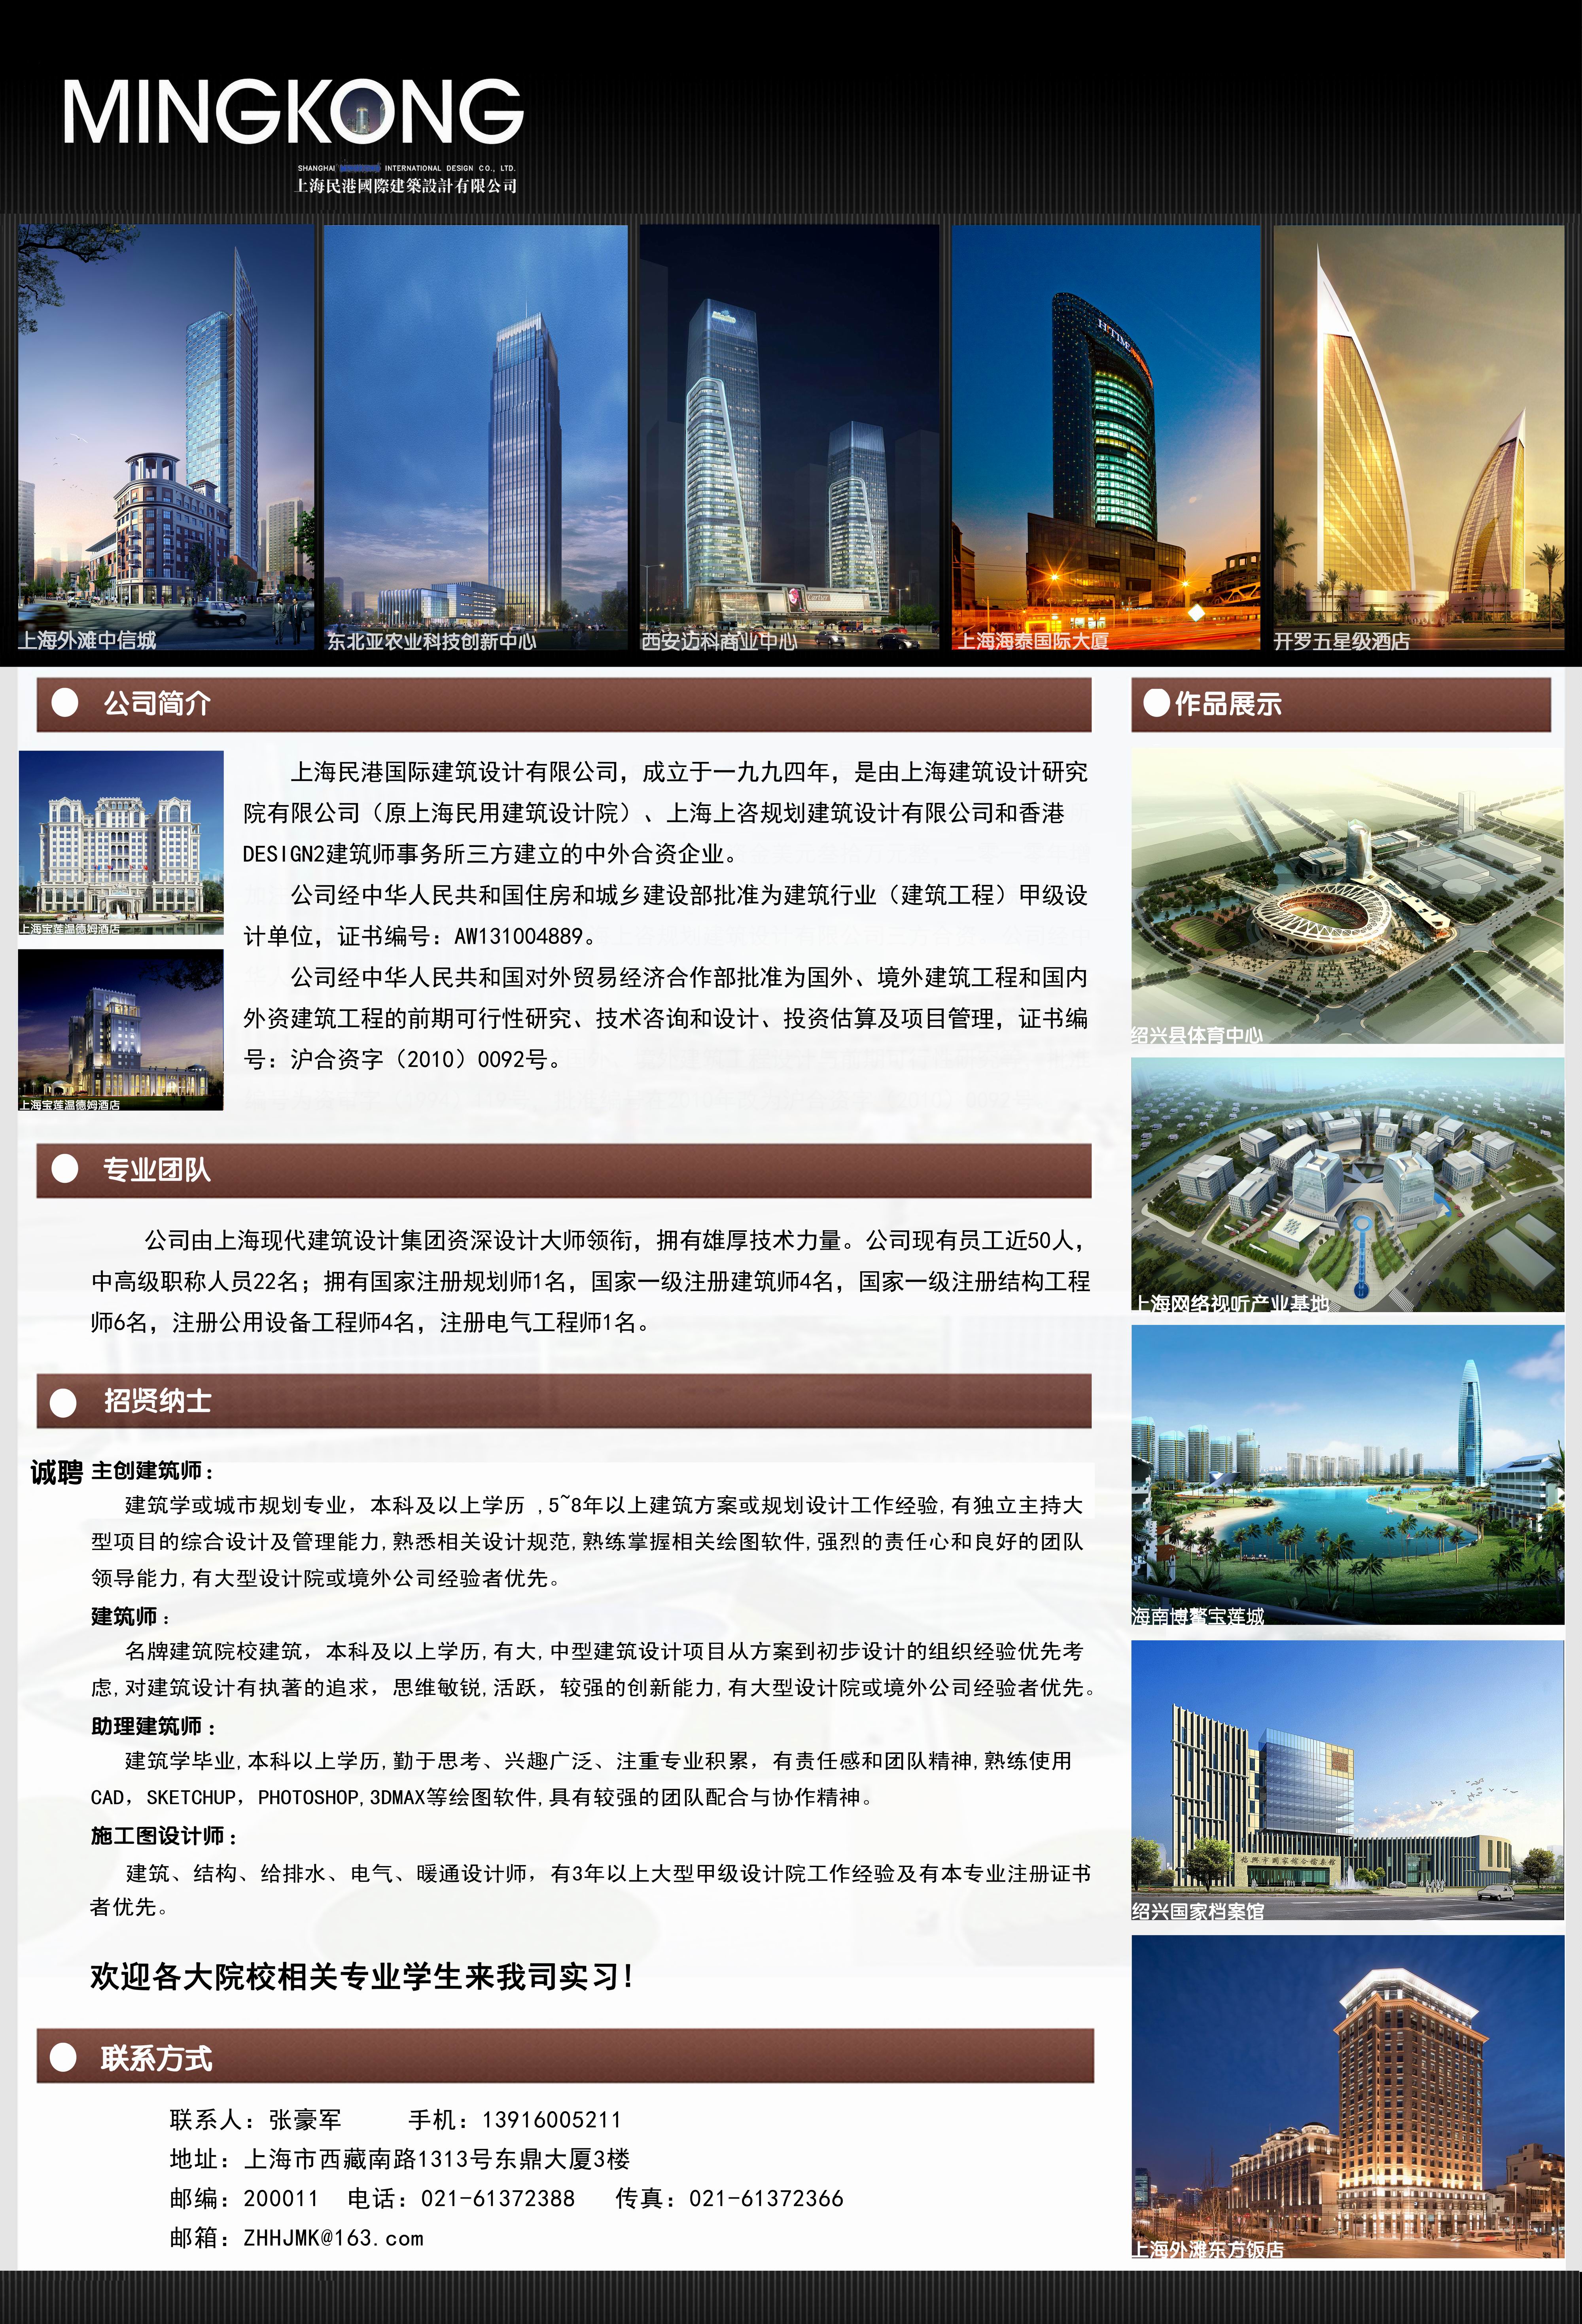 MINGKONG
SHANGHAI INTERNATIONAL DESIGN CO., LTD.
上海民港國際建築設計有限公司
HiTIME
Cartier
上海外滩中信城
东北亚农业科技创新中心
西安迈科商业中心
上海海泰国际大厦
开罗五星级酒店
公司简介
上海宝莲温德姆酒店
上海宝莲温德姆酒店
上海民港国际建筑设计有限公司，成立于一九九四年，是由上海建筑设计研究
院有限公司（原上海民用建筑设计院）、上海上咨规划建筑设计有限公司和香港
DESIGN2建筑师事务所三方建立的中外合资企业。
公司经中华人民共和国住房和城乡建设部批准为建筑行业（建筑工程）甲级设
计单位，证书编号：AW131004889。
公司经中华人民共和国对外贸易经济合作部批准为国外、境外建筑工程和国内
外资建筑工程的前期可行性研究、技术咨询和设计、投资估算及项目管理，证书编
号：沪合资字（2010）0092号。
专业团队
公司由上海现代建筑设计集团资深设计大师领衔，拥有雄厚技术力量。公司现有员工近50人，
中高级职称人员22名；拥有国家注册规划师1名，国家一级注册建筑师4名，国家一级注册结构工程
师6名，注册公用设备工程师4名，注册电气工程师1名。
招贤纳士
诚聘 主创建筑师：
建筑学或城市规划专业，本科及以上学历 ,5~8年以上建筑方案或规划设计工作经验,有独立主持大
型项目的综合设计及管理能力,熟悉相关设计规范,熟练掌握相关绘图软件,强烈的责任心和良好的团队
领导能力,有大型设计院或境外公司经验者优先。
建筑师：
名牌建筑院校建筑，本科及以上学历,有大,中型建筑设计项目从方案到初步设计的组织经验优先考
虑,对建筑设计有执著的追求，思维敏锐,活跃，较强的创新能力,有大型设计院或境外公司经验者优先。
助理建筑师：
建筑学毕业,本科以上学历,勤于思考、兴趣广泛、注重专业积累，有责任感和团队精神,熟练使用
CAD，SKETCHUP，PHOTOSHOP,3DMAX等绘图软件,具有较强的团队配合与协作精神。
施工图设计师：
建筑、结构、给排水、电气、暖通设计师，有3年以上大型甲级设计院工作经验及有本专业注册证书
者优先。
欢迎各大院校相关专业学生来我司实习！
联系方式
联系人：张豪军 手机：13916005211
地址：上海市西藏南路1313号东鼎大厦3楼
邮编：200011 电话：021-61372388 传真：021-61372366
邮箱：ZHHJMK@163.com
作品展示
绍兴县体育中心
上海网络视听产业基地
海南博鳌宝莲城
绍兴国家档案馆
上海外滩东方饭店